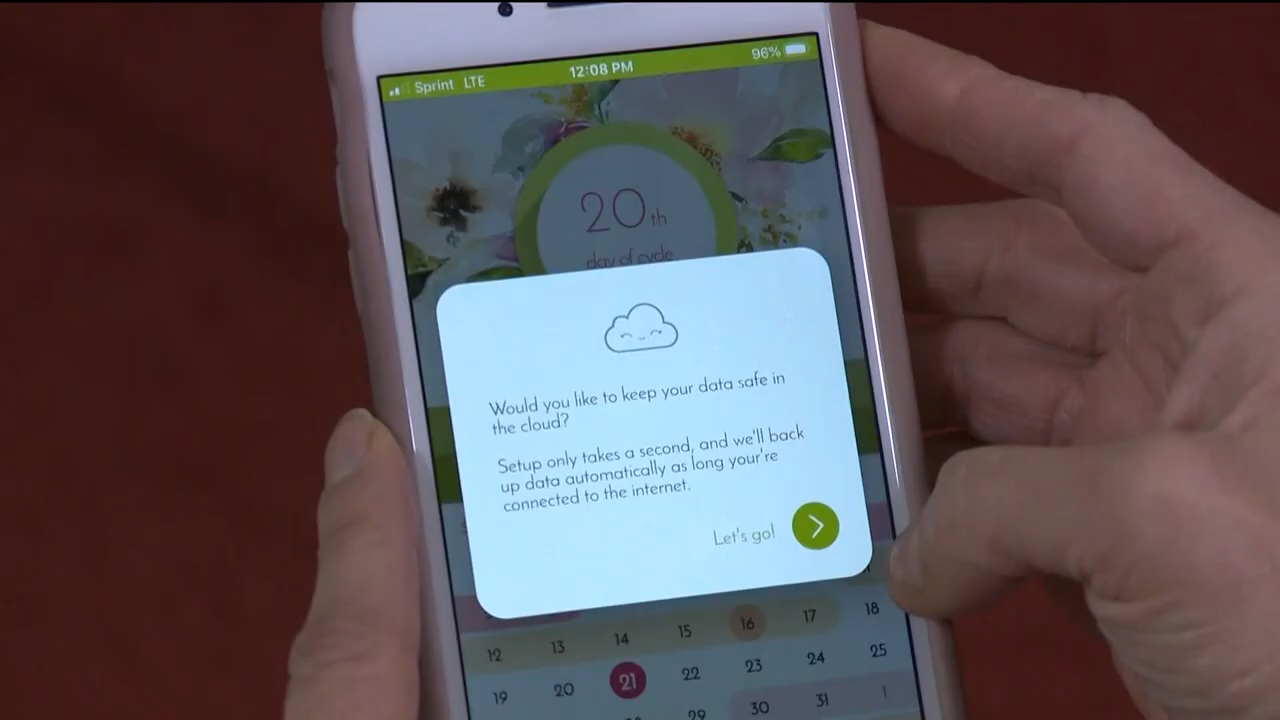 Sprint LTE 12:08 PM 96%
20th
day of cycle
Would you like to keep your data safe in
the cloud?
Setup only takes a second, and we'll back
up data automatically as long your're
connected to the internet.
Let's go!
12 13 14 15 16 17 18
19 20 21 22 23 24 25
29 30 31 1